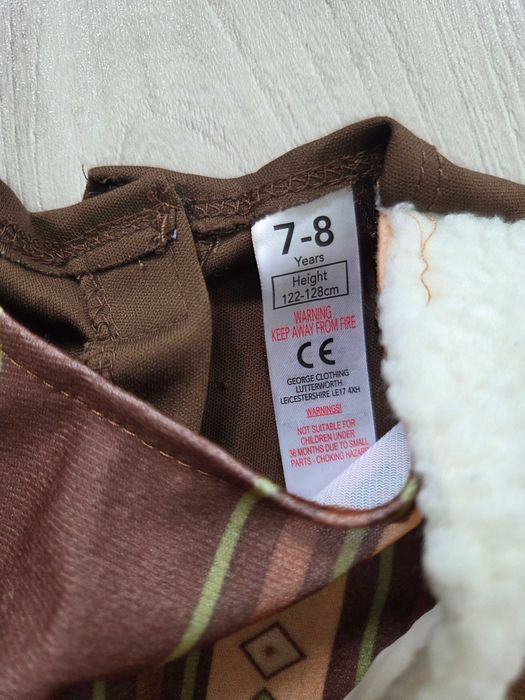 7-8
Years
Height
122-128cm
WARNING
KEEP AWAY FROM FIRE
CE
GEORGE CLOTHING
LUTTERWORTH
LEICESTERSHIRE LE17 4XH
WARNINGS!
NOT SUITABLE FOR
CHILDREN UNDER
36 MONTHS DUE TO SMALL
PARTS - CHOKING HAZARD